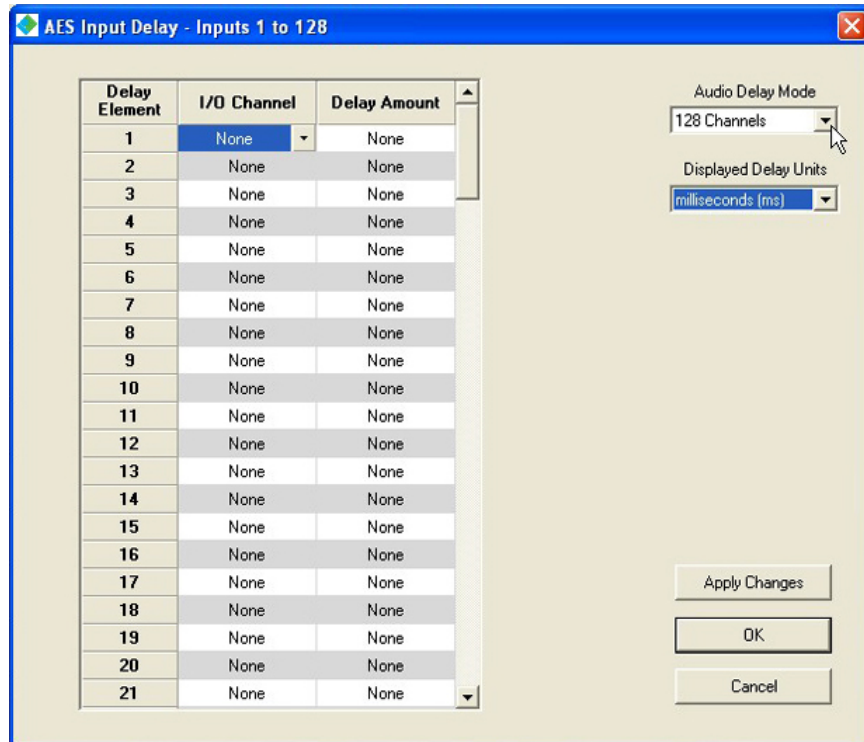 AES Input Delay - Inputs 1 to 128
Delay Element I/O Channel Delay Amount
1 None None
2 None None
3 None None
4 None None
5 None None
6 None None
7 None None
8 None None
9 None None
10 None None
11 None None
12 None None
13 None None
14 None None
15 None None
16 None None
17 None None
18 None None
19 None None
20 None None
21 None None
Audio Delay Mode
128 Channels
Displayed Delay Units
milliseconds (ms)
Apply Changes
OK
Cancel